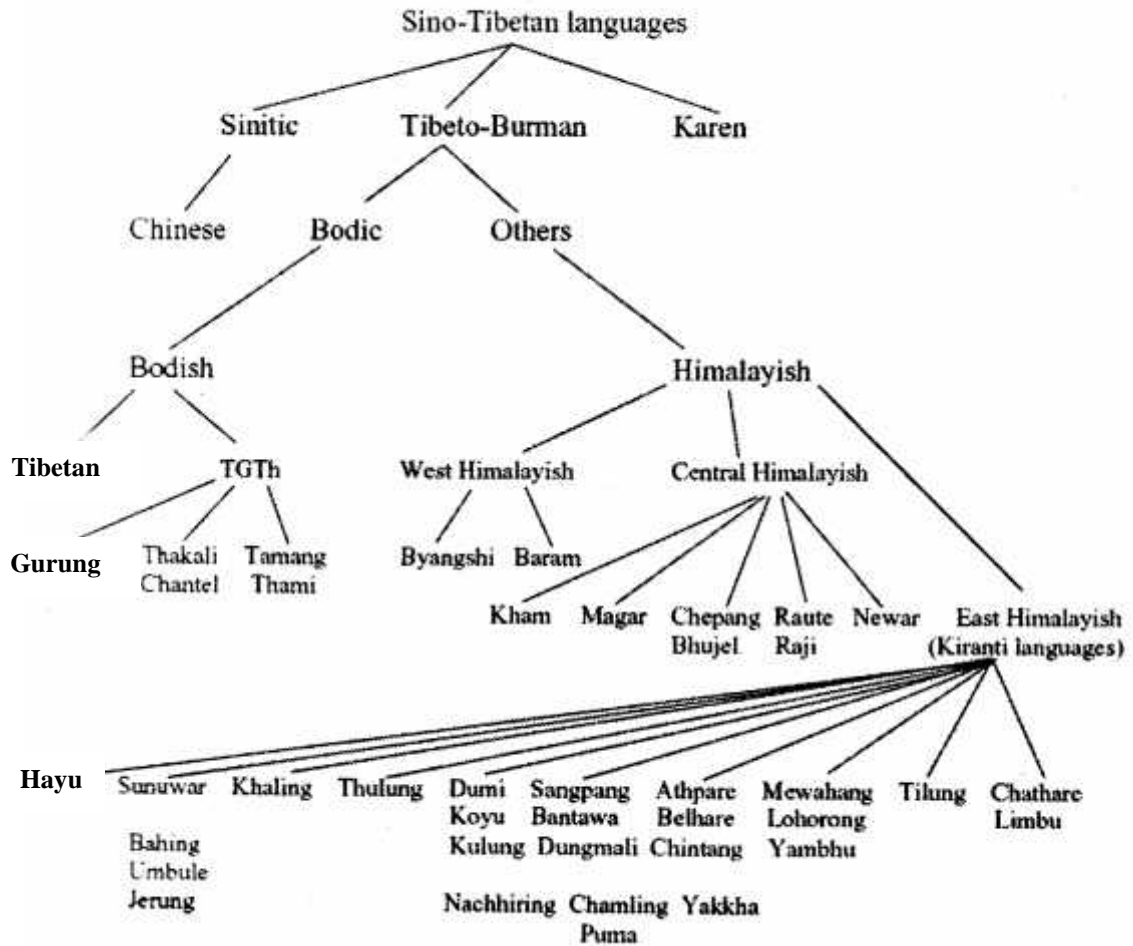 Sino-Tibetan languages
Sinitic Tibeto-Burman Karen
Chinese Bodic Others
Bodish Himalayish
Tibetan TGTh West Himalayish Central Himalayish
Gurung Thakali Tamang Byangshi Baram
Chantel Thami
Kham Magar Chepang Raute Newar East Himalayish
Bhujel Raji (Kiranti languages)
Hayu Sunuwar Khaling Thulung Dumi Sangpang Athpare Mewahang Tilung Chathare
Koyu Bantawa Belhare Lohorong Limbu
Kulung Dungmali Chintang Yambhu
Bahing
Umbule
Jerung Nachhiring Chamling Yakkha
Puma